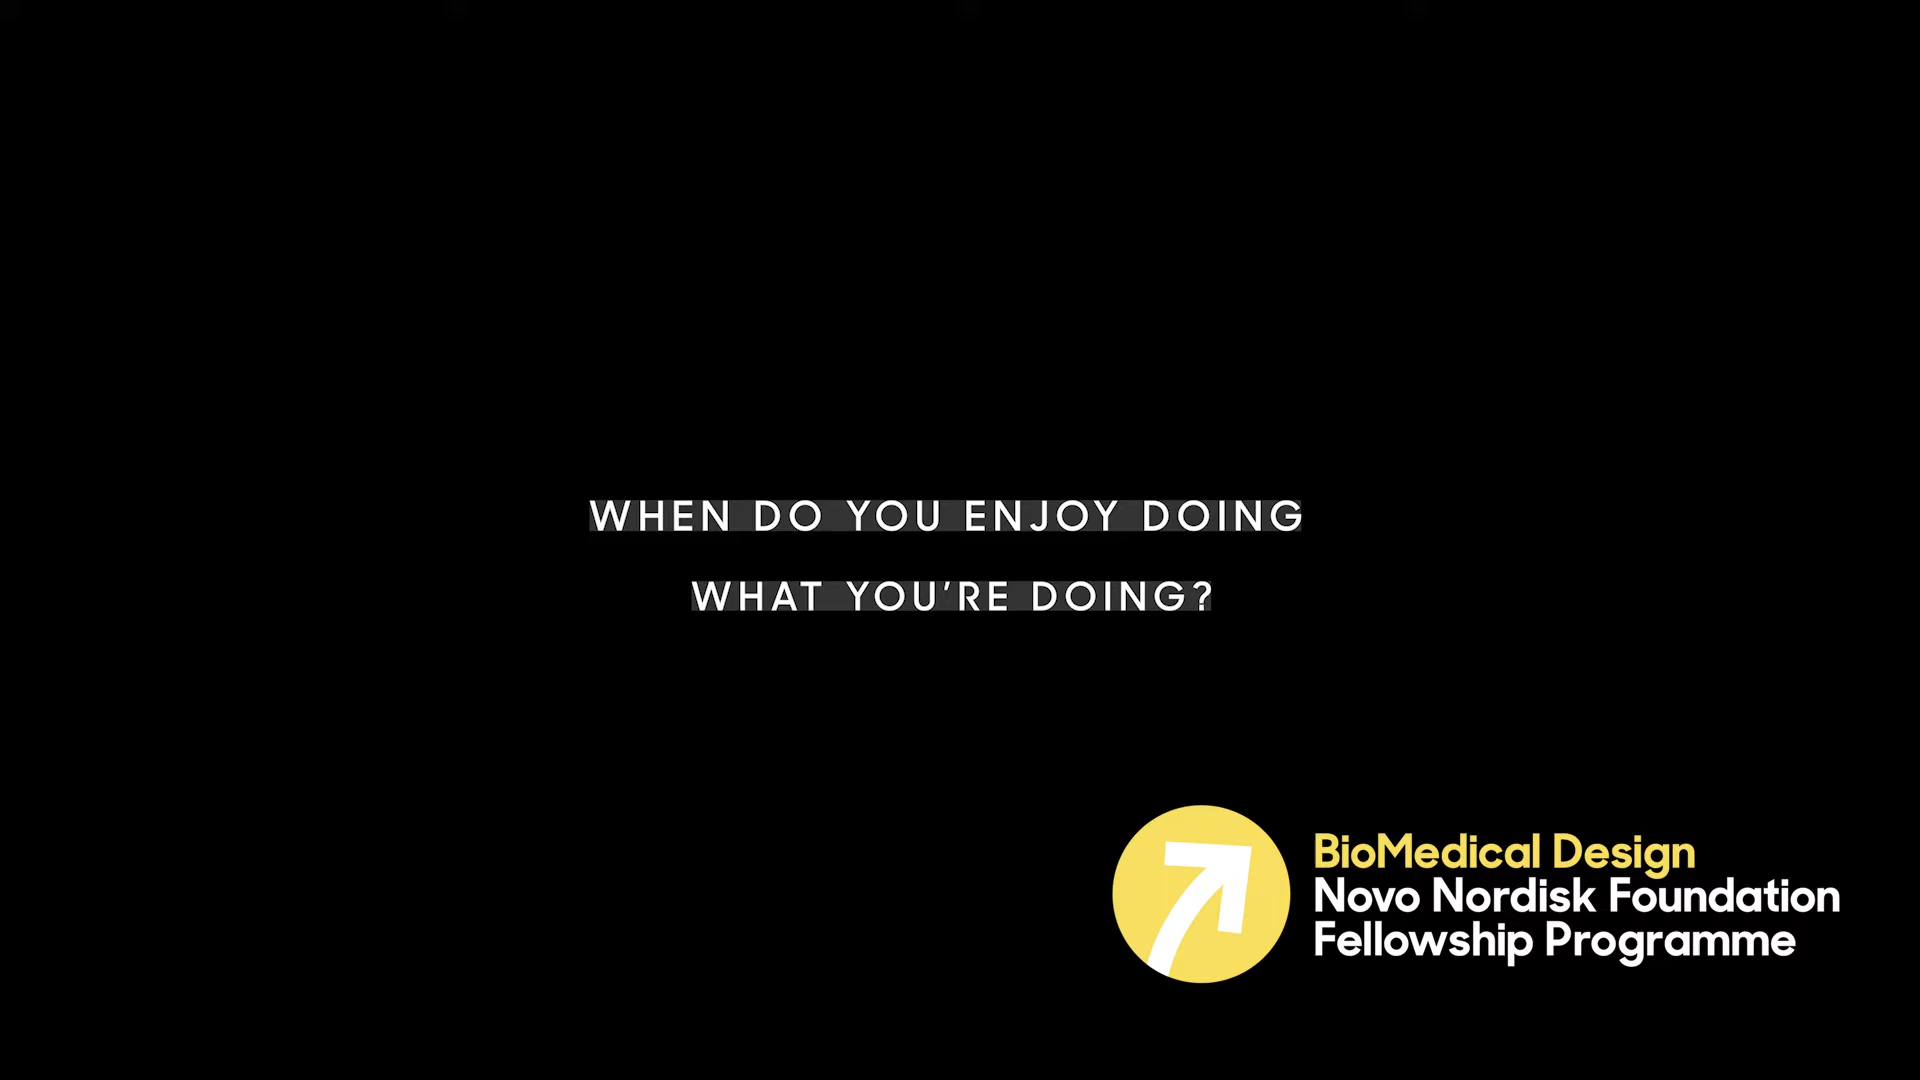 WHEN DO YOU ENJOY DOING
WHAT YOU’RE DOING?
BioMedical Design
Novo Nordisk Foundation
Fellowship Programme